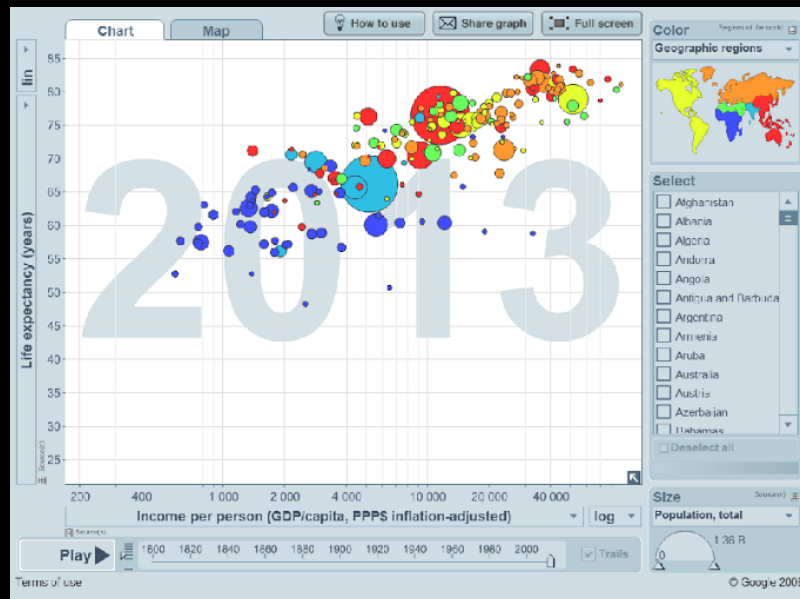 Chart
Map
How to use
Share graph
Full screen
Color
Geographic regions
lin
Life expectancy (years)
85
80
75
70
65
60
55
50
45
40
35
30
25
2013
Select
Afghanistan
Albania
Algeria
Andorra
Angola
Antigua and Barbuda
Argentina
Armenia
Aruba
Australia
Austria
Azerbaijan
Bahamas
Deselect all
200 400 1 000 2 000 4 000 10 000 20 000 40 000
Income per person (GDP/capita, PPP$ inflation-adjusted)
log
Size
Population, total
1.36 B
0
Play
1800 1820 1840 1860 1880 1900 1920 1940 1960 1980 2000
Trails
Terms of use